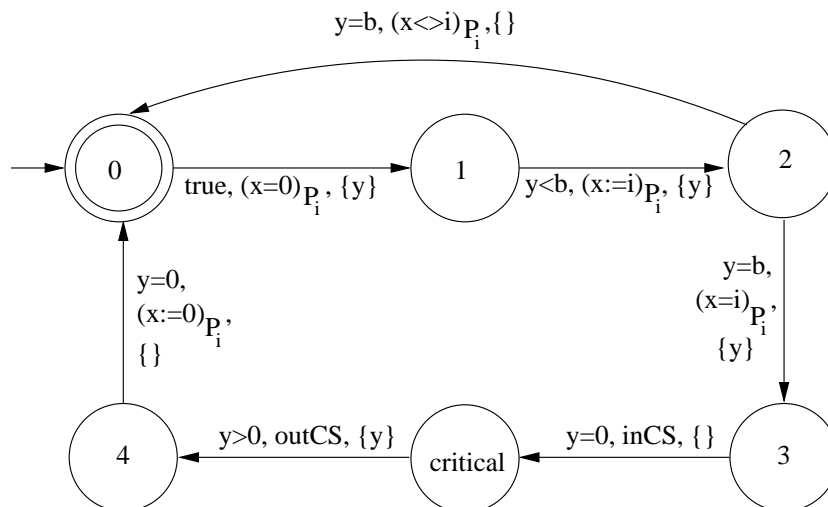 y=b, (x<>i)P_i,{}
0
1
2
true, (x=0)P_i, {y}
y<b, (x:=i)P_i, {y}
y=0,
(x:=0)P_i,
{}
y=b,
(x=i)P_i,
{y}
4
y>0, outCS, {y}
critical
y=0, inCS, {}
3